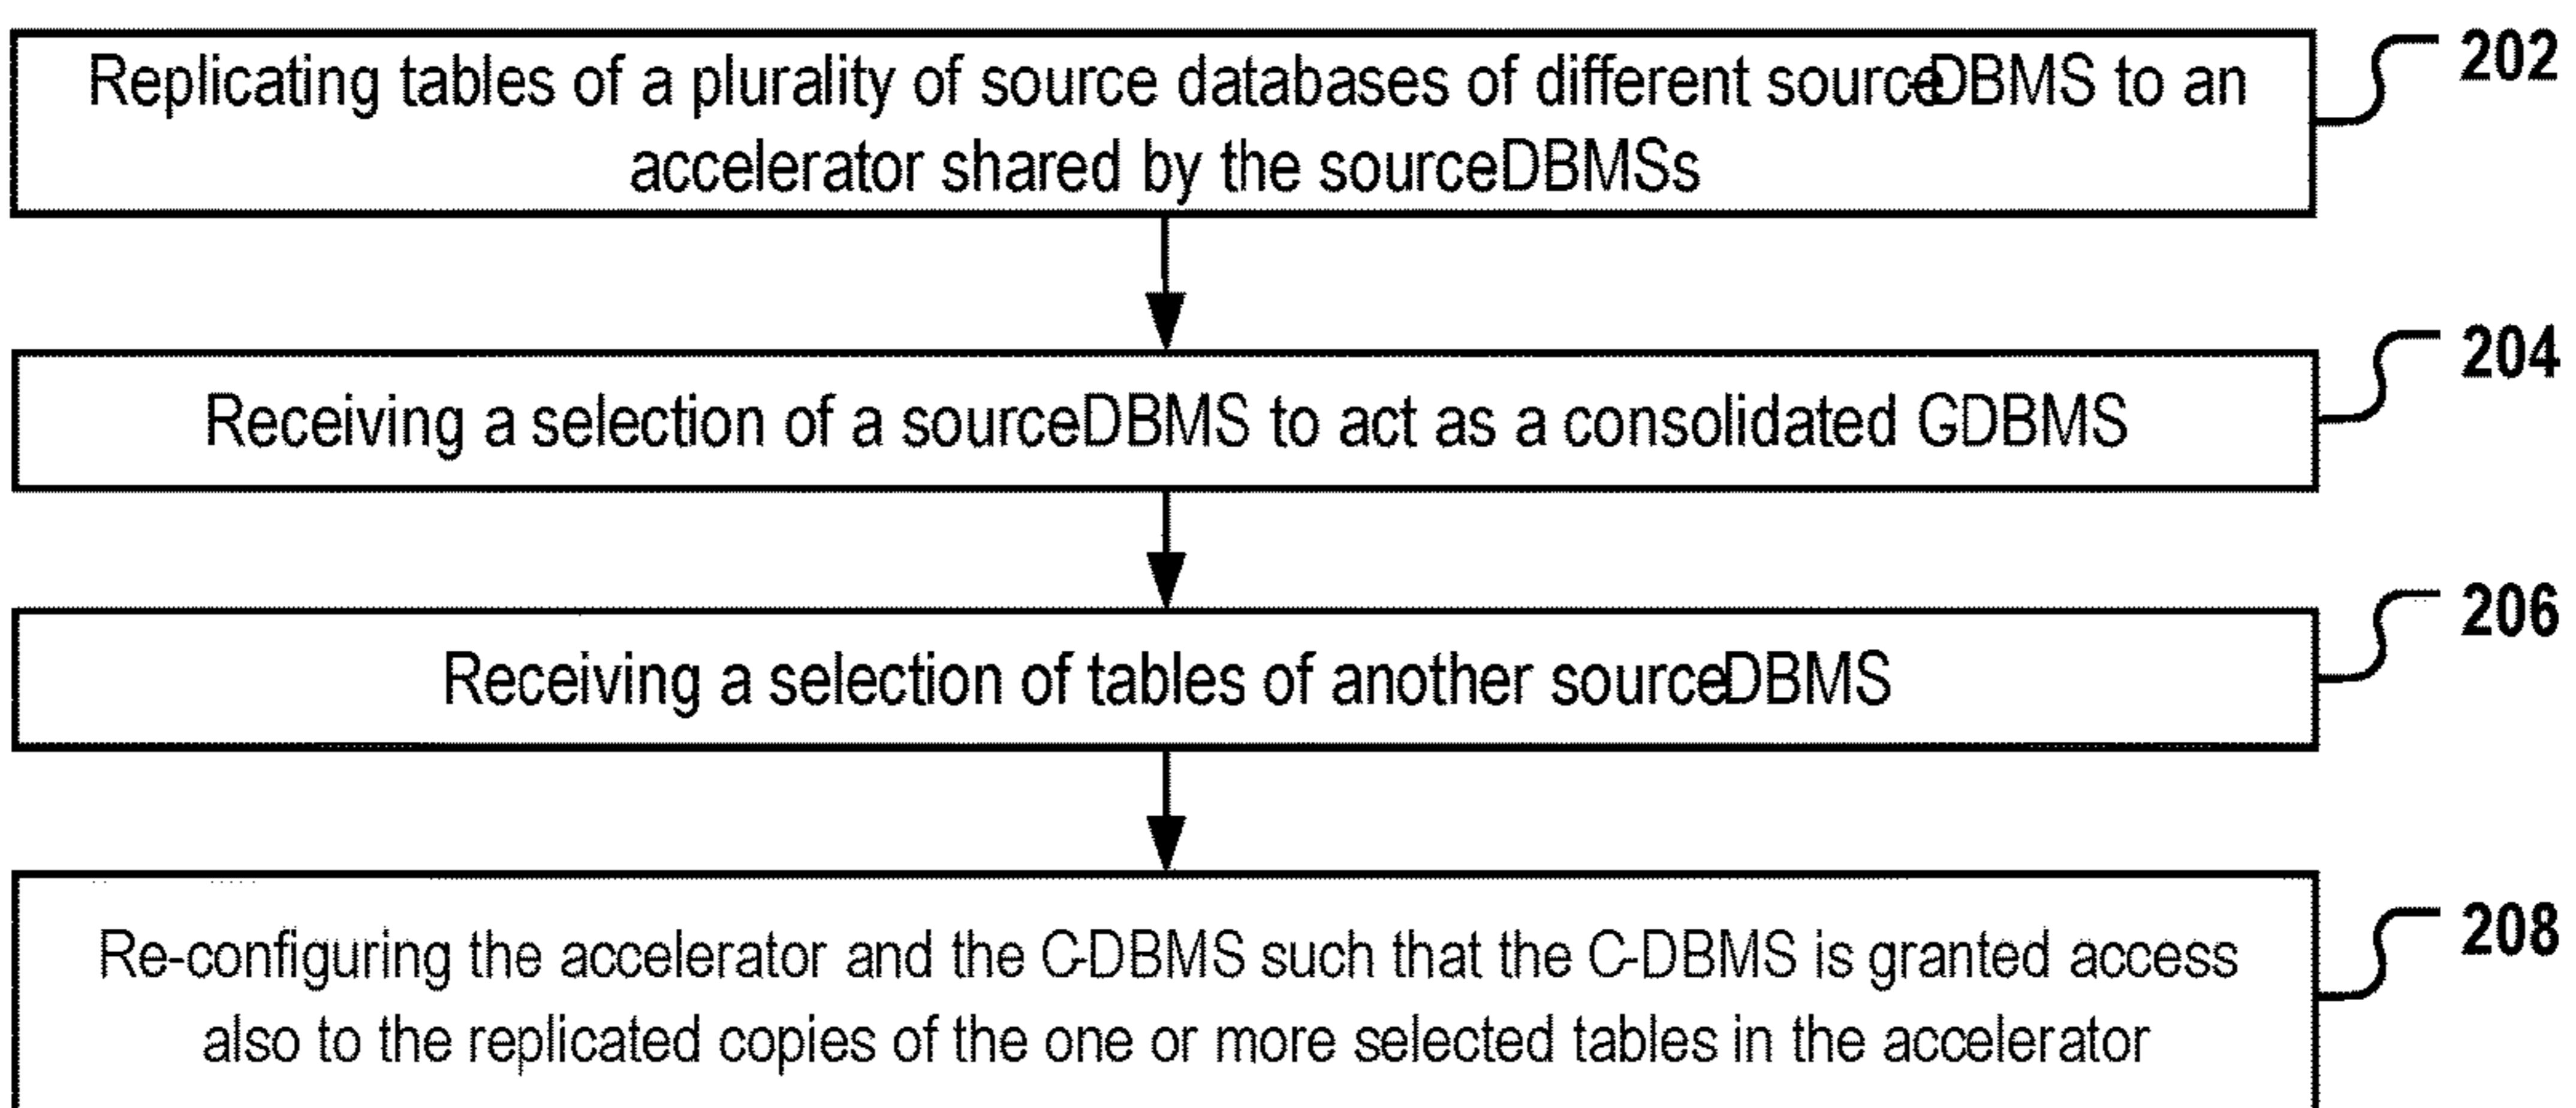 Replicating tables of a plurality of source databases of different source-DBMS to an
202
accelerator shared by the sourceDBMSs
204
Receiving a selection of a sourceDBMS to act as a consolidated GDBMS
206
Receiving a selection of tables of another sourceDBMS
208
Re-configuring the accelerator and the C-DBMS such that the C-DBMS is granted access
also to the replicated copies of the one or more selected tables in the accelerator